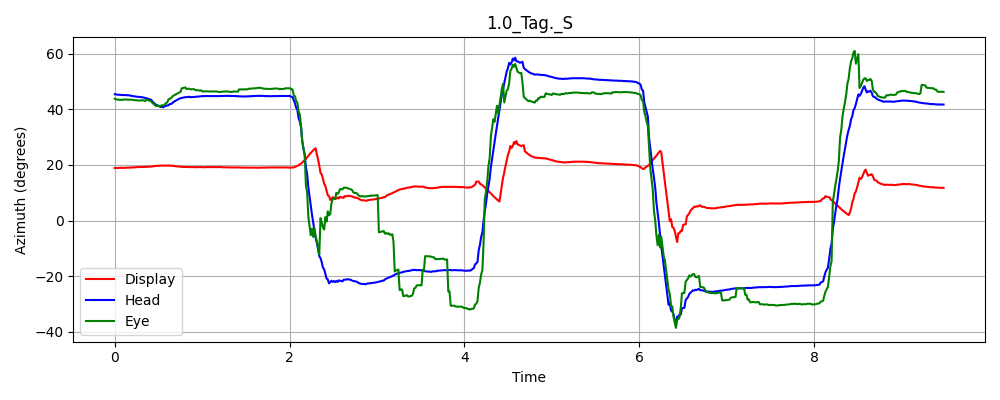 1.0_Tag._S
Azimuth (degrees)
60
40
20
0
−20
−40
Display
Head
Eye
0 2 4 6 8
Time